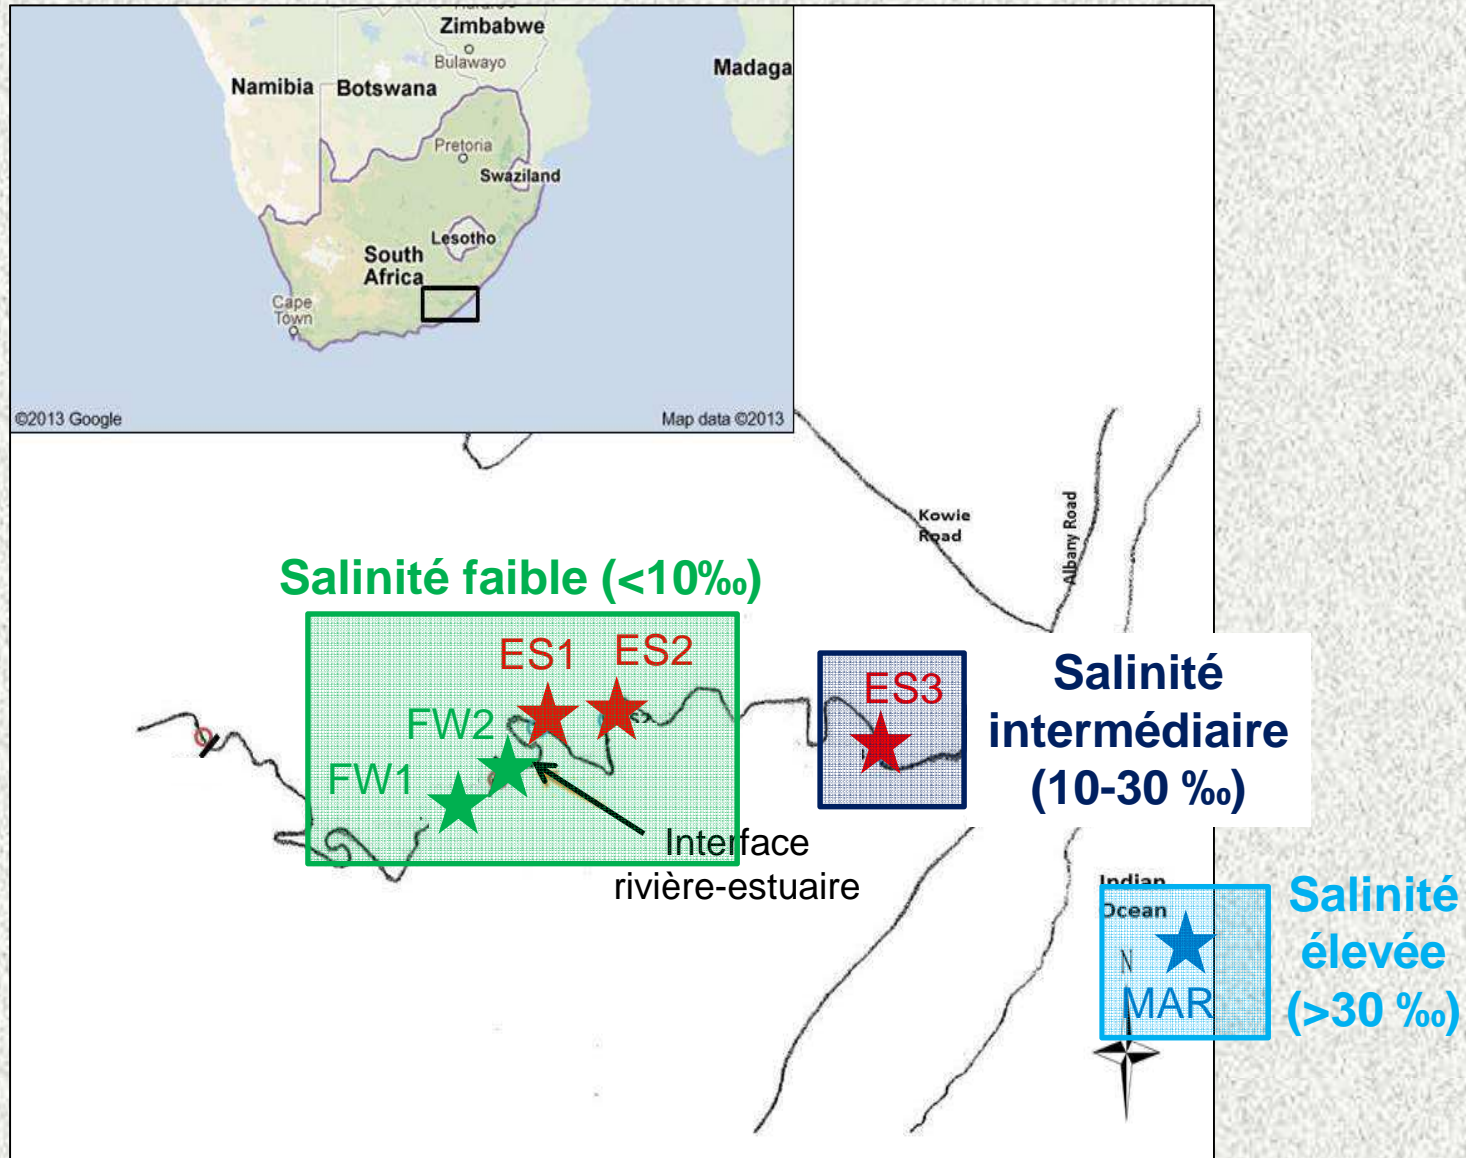 Zimbabwe
Bulawayo
Madaga
Namibia
Botswana
Pretoria
Swaziland
Lesotho
South
Africa
Cape
Town
©2013 Google
Map data ©2013
Kowie
Road
Albany Road
Salinité faible (<10‰)
ES1
ES2
FW2
FW1
Interface
rivière-estuaire
ES3
Salinité
intermédiaire
(10-30 ‰)
Indian
Ocean
N
MAR
Salinité
élevée
(>30 ‰)